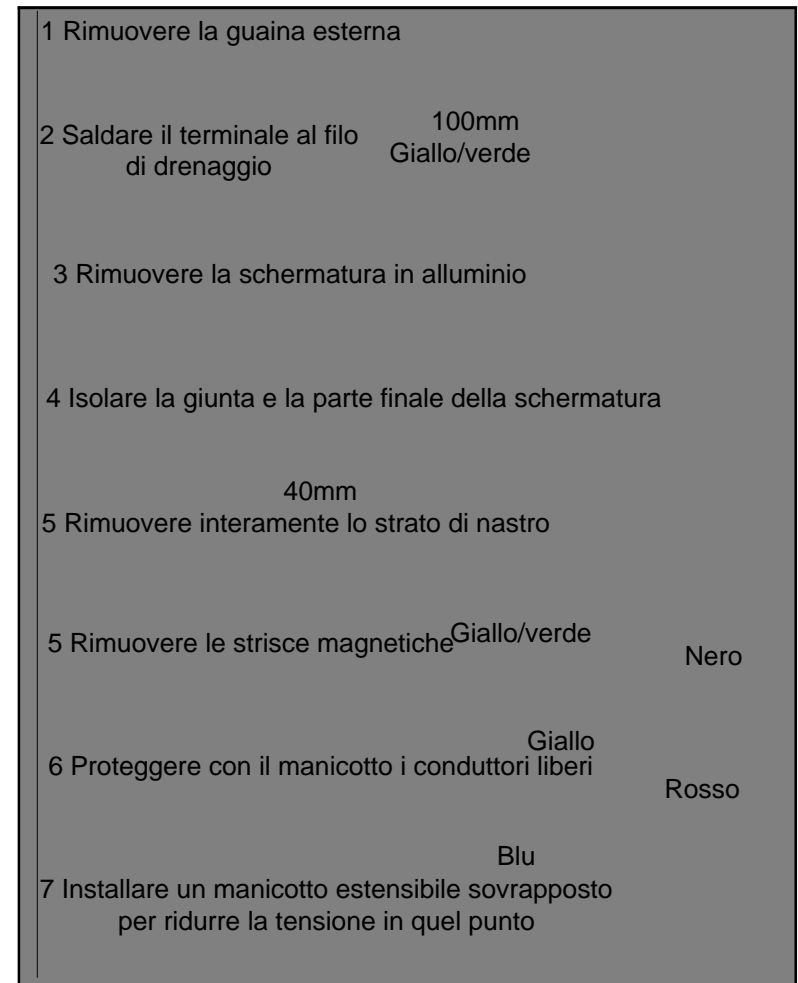 1 Rimuovere la guaina esterna
100mm
2 Saldare il terminale al filo
di drenaggio
Giallo/verde
3 Rimuovere la schermatura in alluminio
4 Isolare la giunta e la parte finale della schermatura
40mm
5 Rimuovere interamente lo strato di nastro
5 Rimuovere le strisce magnetiche
Giallo/verde
Nero
Giallo
6 Proteggere con il manicotto i conduttori liberi
Rosso
Blu
7 Installare un manicotto estensibile sovrapposto
per ridurre la tensione in quel punto